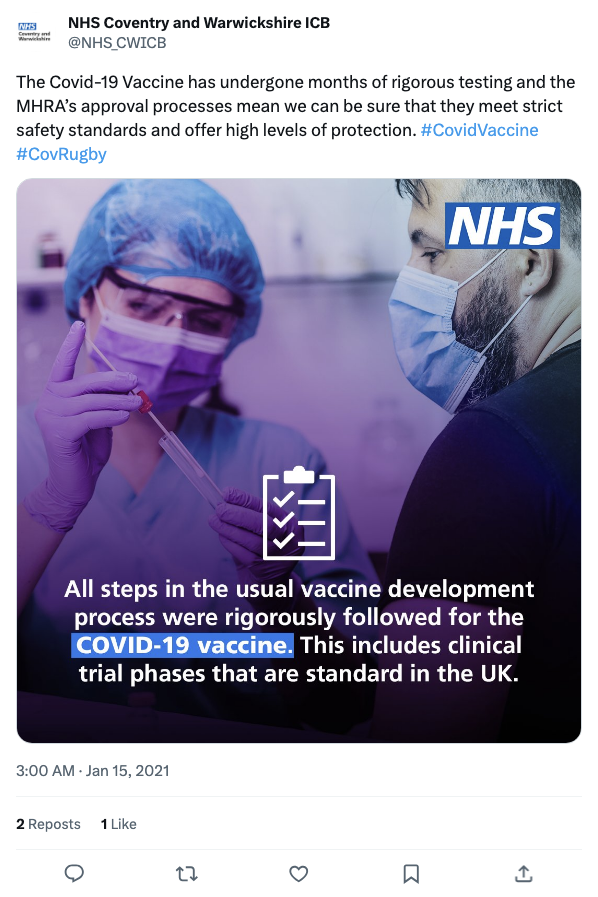 NHS Coventry and Warwickshire ICB
NHS
Coventry and
Warwickshire
@NHS_CWICB
The Covid-19 Vaccine has undergone months of rigorous testing and the
MHRA’s approval processes mean we can be sure that they meet strict
safety standards and offer high levels of protection. #CovidVaccine
#CovRugby
NHS
All steps in the usual vaccine development
process were rigorously followed for the
COVID-19 vaccine. This includes clinical
trial phases that are standard in the UK.
3:00 AM · Jan 15, 2021
2 Reposts 1 Like